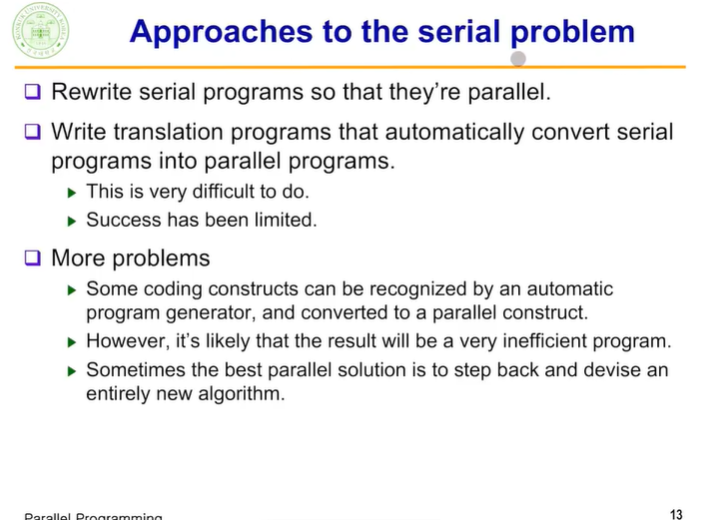 Approaches to the serial problem
Rewrite serial programs so that they're parallel.
Write translation programs that automatically convert serial
programs into parallel programs.
This is very difficult to do.
Success has been limited.
More problems
Some coding constructs can be recognized by an automatic
program generator, and converted to a parallel construct.
However, it's likely that the result will be a very inefficient program.
Sometimes the best parallel solution is to step back and devise an
entirely new algorithm.
Parallel Programming
13